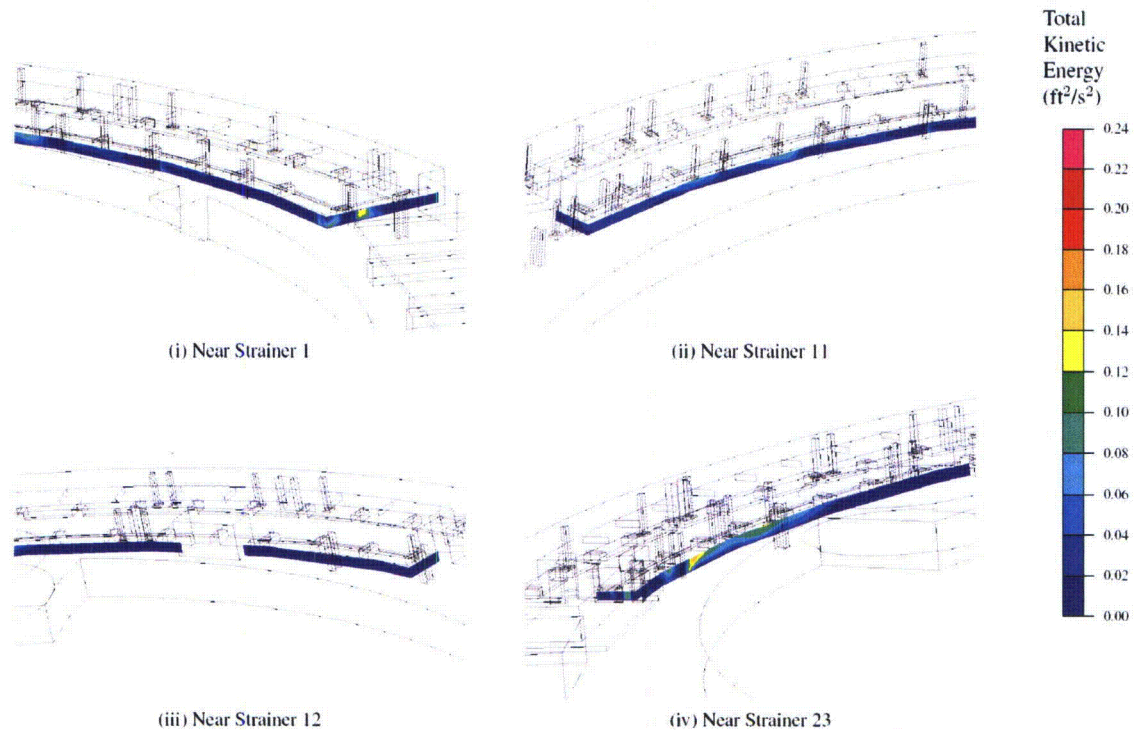 Total
Kinetic
Energy
(ft²/s²)
0.24
0.22
0.20
0.18
0.16
0.14
0.12
0.10
0.08
0.06
0.04
0.02
0.00
(i) Near Strainer 1
(ii) Near Strainer 11
(iii) Near Strainer 12
(iv) Near Strainer 23